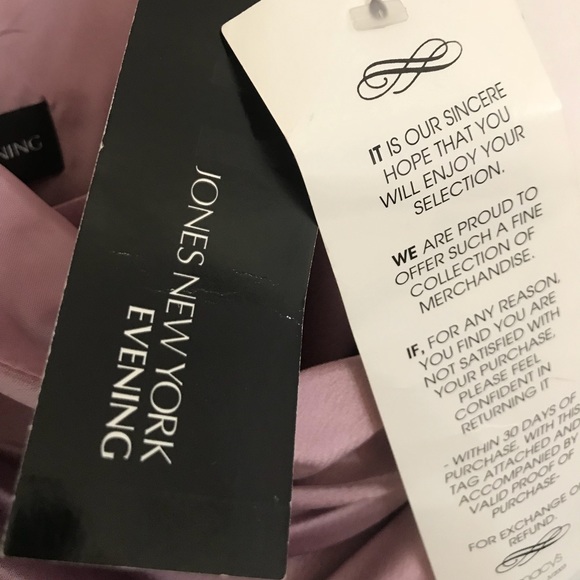 NING
JONES NEW YORK
EVENING
IT IS OUR SINCERE
HOPE THAT YOU
WILL ENJOY YOUR
SELECTION.
WE ARE PROUD TO
OFFER SUCH A FINE
COLLECTION OF
MERCHANDISE.
IF, FOR ANY REASON,
YOU FIND YOU ARE
NOT SATISFIED WITH
YOUR PURCHASE,
PLEASE FEEL
CONFIDENT IN
RETURNING IT
- WITHIN 30 DAYS OF
PURCHASE, WITH THIS
TAG ATTACHED AND
ACCOMPANIED BY
VALID PROOF OF
PURCHASE-
FOR EXCHANGE OR
REFUND.
macy's